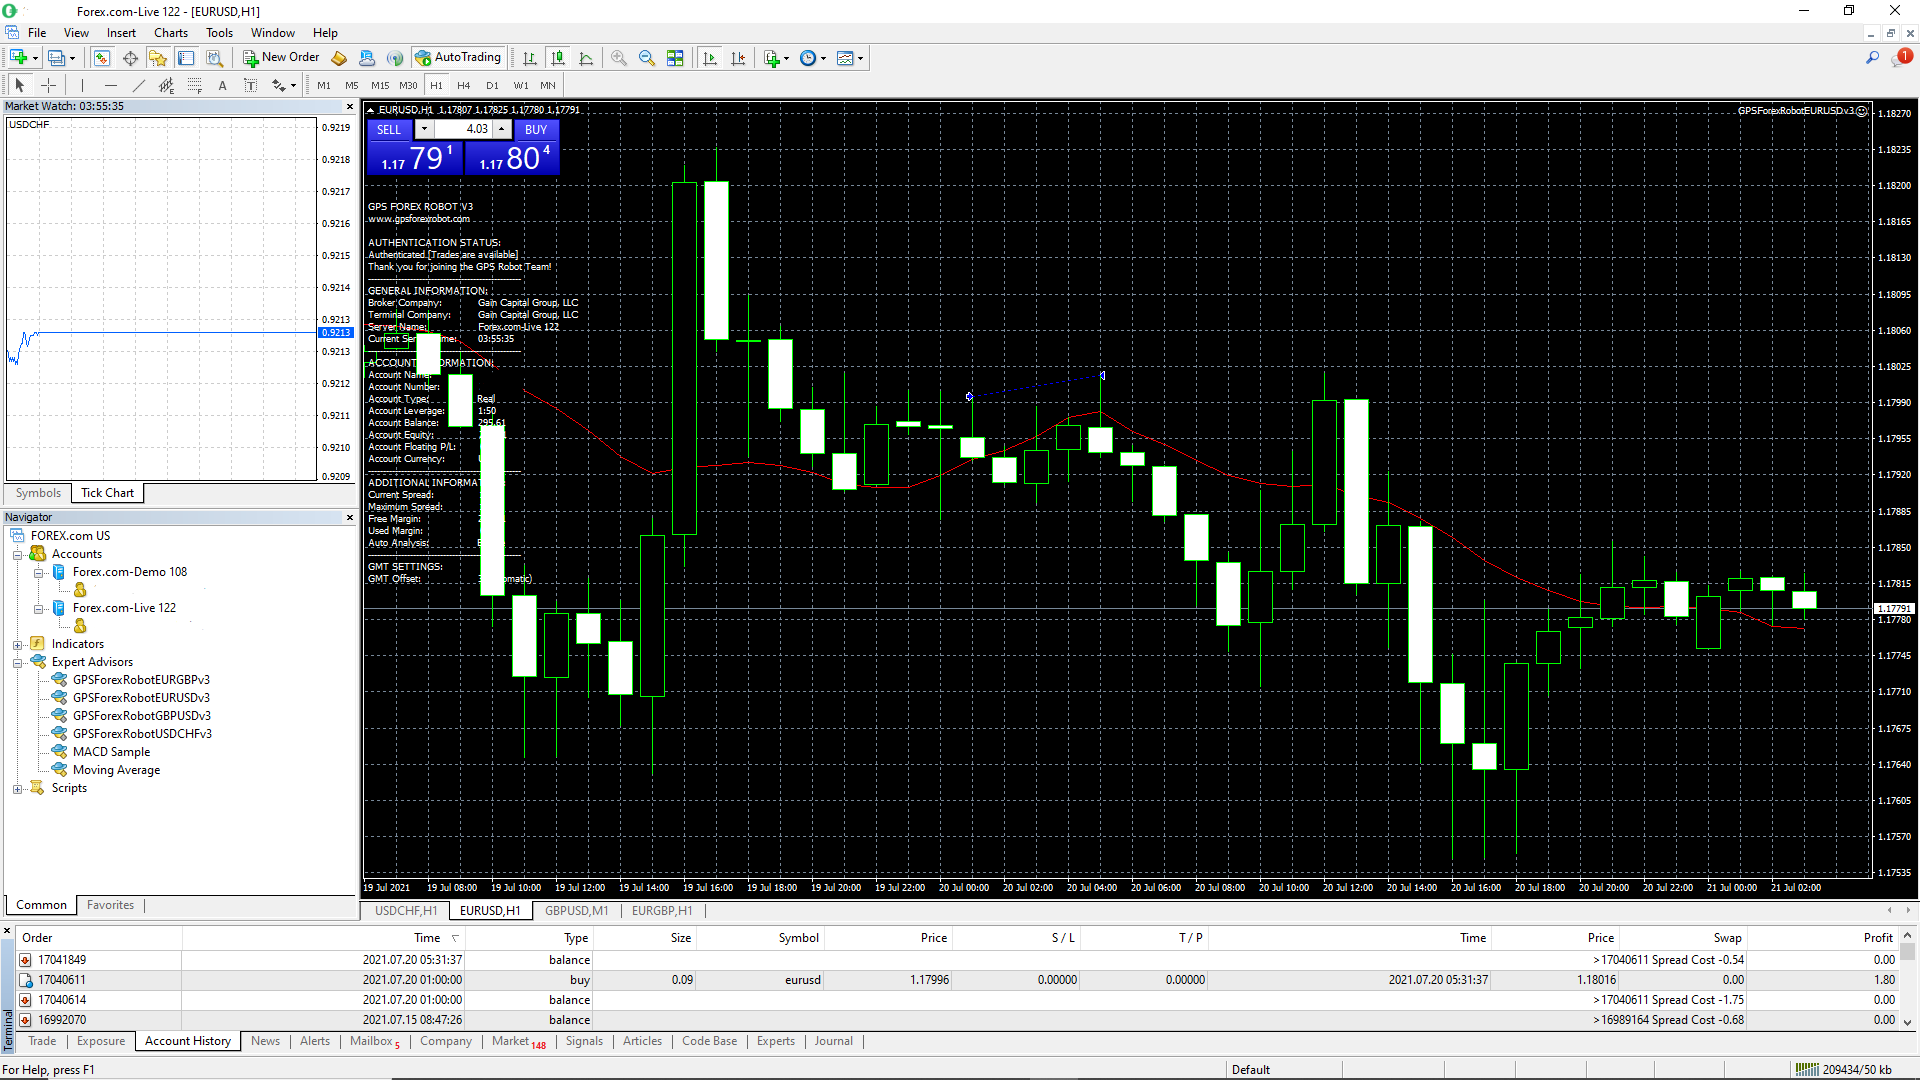 Forex.com-Live 122 - [EURUSD,H1]
File View Insert Charts Tools Window Help
New Order AutoTrading 1
A T M1 M5 M15 M30 H1 H4 D1 W1 MN
Market Watch: 03:55:35
USDCHF
0.9219
0.9218
0.9217
0.9216
0.9215
0.9214
0.9213
0.9213
0.9213
0.9212
0.9211
0.9210
0.9209
Symbols Tick Chart
Navigator
FOREX.com US
Accounts
Forex.com-Demo 108
Forex.com-Live 122
Indicators
Expert Advisors
GPSForexRobotEURGBPv3
GPSForexRobotEURUSDv3
GPSForexRobotGBPUSDv3
GPSForexRobotUSDCHFv3
MACD Sample
Moving Average
Scripts
Common Favorites
EURUSD,H1 1.17807 1.17825 1.17780 1.17791
GPSForexRobotEURUSDv3
SELL 4.03 BUY
1.17 79 1 1.17 80 4
GPS FOREX ROBOT V3
www.gpsforexrobot.com
AUTHENTICATION STATUS:
Authenticated [Trades are available]
Thank you for joining the GPS Robot Team!
GENERAL INFORMATION:
Broker Company: Gain Capital Group, LLC
Terminal Company: Gain Capital Group, LLC
Server Name: Forex.com-Live 122
Current 03:55:35
ACCOUNT
Account
Account Number:
Account Type: Real
Account Leverage: 1:50
Account Balance: 295.61
Account Equity:
Account Floating P/L:
Account Currency:
ADDITIONAL
Current Spread:
Maximum Spread:
Free Margin:
Used Margin:
Auto Analysis:
GMT SETTINGS:
GMT Offset:
1.18270
1.18235
1.18200
1.18165
1.18130
1.18095
1.18060
1.18025
1.17990
1.17955
1.17920
1.17885
1.17850
1.17815
1.17791
1.17780
1.17745
1.17710
1.17675
1.17640
1.17605
1.17570
1.17535
19 Jul 2021 19 Jul 08:00 19 Jul 10:00 19 Jul 12:00 19 Jul 14:00 19 Jul 16:00 19 Jul 18:00 19 Jul 20:00 19 Jul 22:00 20 Jul 00:00 20 Jul 02:00 20 Jul 04:00 20 Jul 06:00 20 Jul 08:00 20 Jul 10:00 20 Jul 12:00 20 Jul 14:00 20 Jul 16:00 20 Jul 18:00 20 Jul 20:00 20 Jul 22:00 21 Jul 00:00 21 Jul 02:00
USDCHF,H1 EURUSD,H1 GBPUSD,M1 EURGBP,H1
Order Time Type Size Symbol Price S / L T / P Time Price Swap Profit
17041849 2021.07.20 05:31:37 balance >17040611 Spread Cost -0.54 0.00
17040611 2021.07.20 01:00:00 buy 0.09 eurusd 1.17996 0.00000 0.00000 2021.07.20 05:31:37 1.18016 0.00 1.80
17040614 2021.07.20 01:00:00 balance >17040611 Spread Cost -1.75 0.00
16992070 2021.07.15 08:47:26 balance >16989164 Spread Cost -0.68 0.00
Terminal
Trade Exposure Account History News Alerts Mailbox 5 Company Market 148 Signals Articles Code Base Experts Journal
For Help, press F1 Default 209434/50 kb